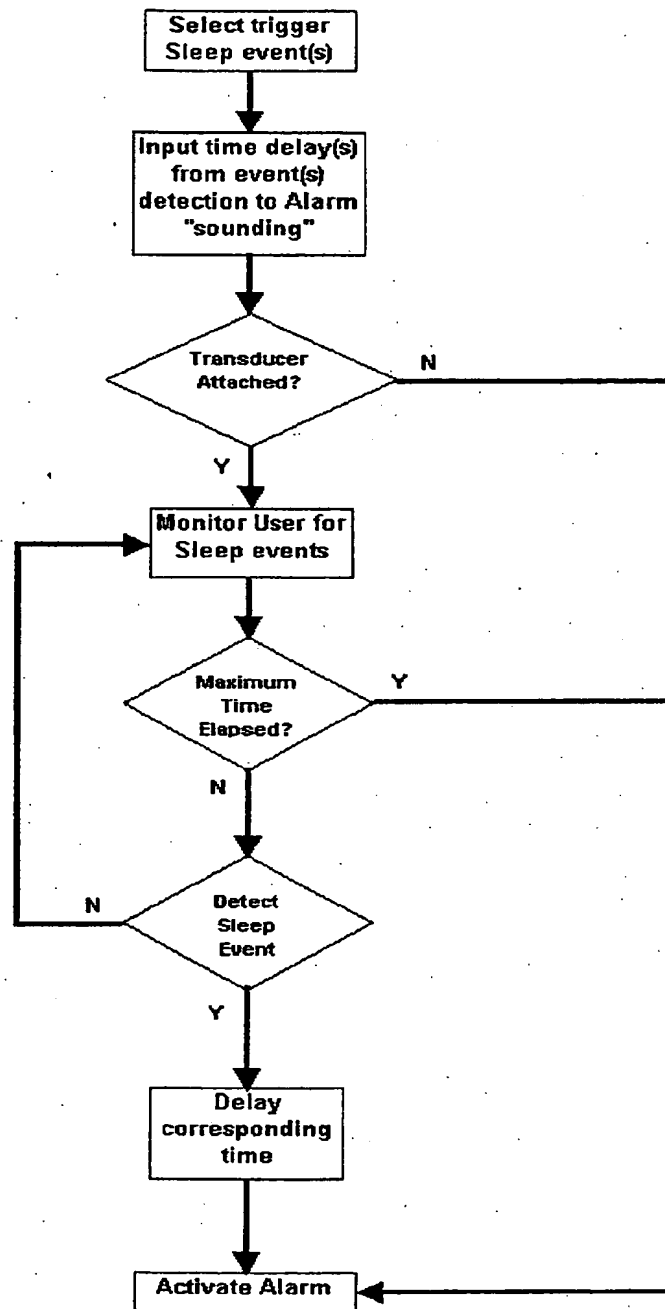 Select trigger
Sleep event(s)
Input time delay(s)
from event(s)
detection to Alarm
"sounding"
Transducer
Attached?
N
Y
Monitor User for
Sleep events
Maximum
Time
Elapsed?
Y
N
Detect
Sleep
Event
N
Y
Delay
corresponding
time
Activate Alarm